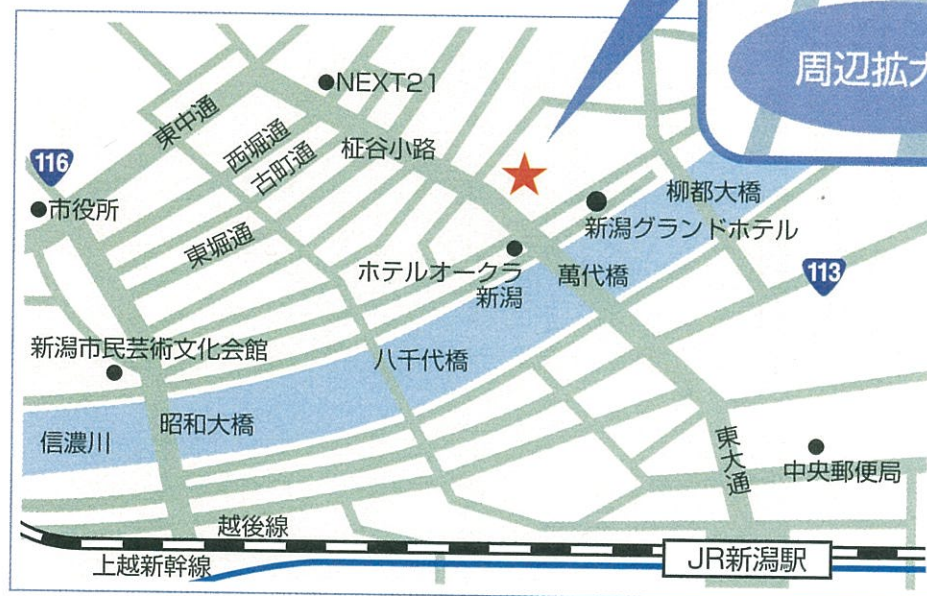 周辺拡大
NEXT21
東中通
西堀通
古町通
柾谷小路
116
市役所
東堀通
柳都大橋
新潟グランドホテル
ホテルオークラ
新潟
萬代橋
113
新潟市民芸術文化会館
八千代橋
昭和大橋
信濃川
東大通
中央郵便局
越後線
上越新幹線
JR新潟駅